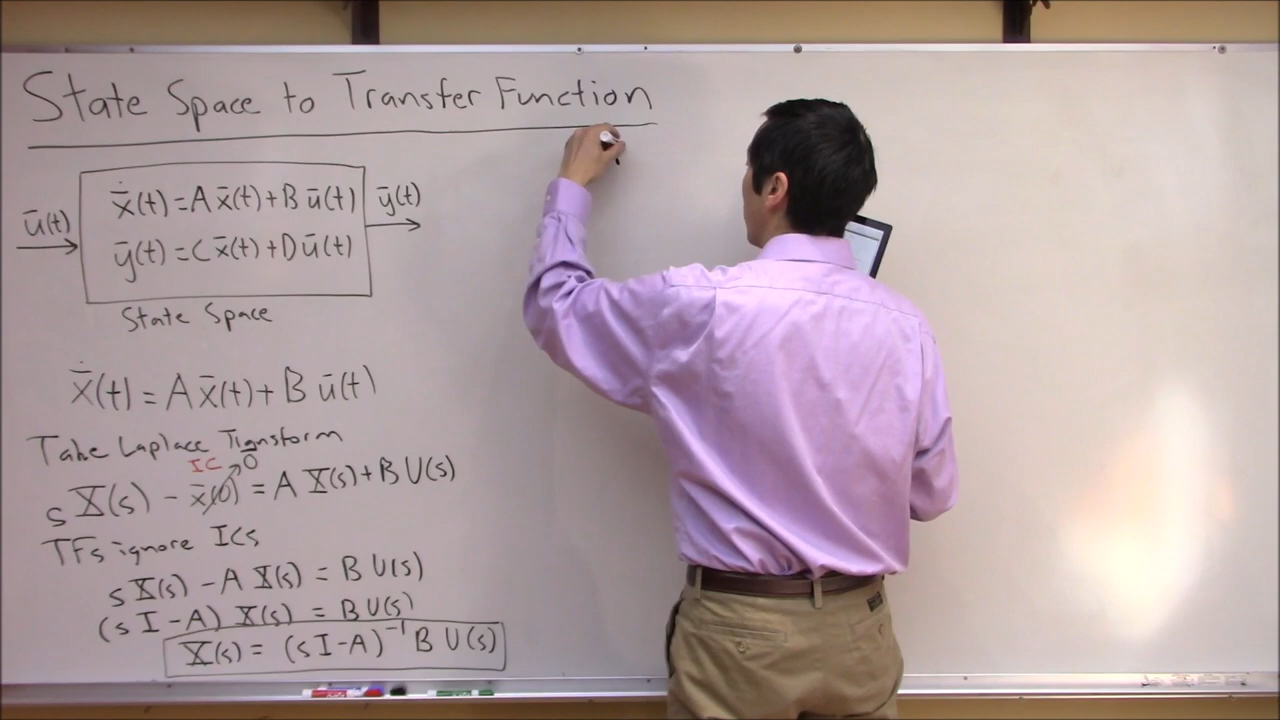 State Space to Transfer Function
ū(t)
ẋ̄(t) = A x̄(t) + B ū(t)
ȳ(t) = C x̄(t) + D ū(t)
ȳ(t)
State Space
ẋ̄(t) = A x̄(t) + B ū(t)
Take Laplace Transform
IC 0
s X(s) - x̄(0) = A X(s) + B U(s)
TFs ignore ICs
s X(s) - A X(s) = B U(s)
(s I - A) X(s) = B U(s)
X(s) = (s I - A)⁻¹ B U(s)